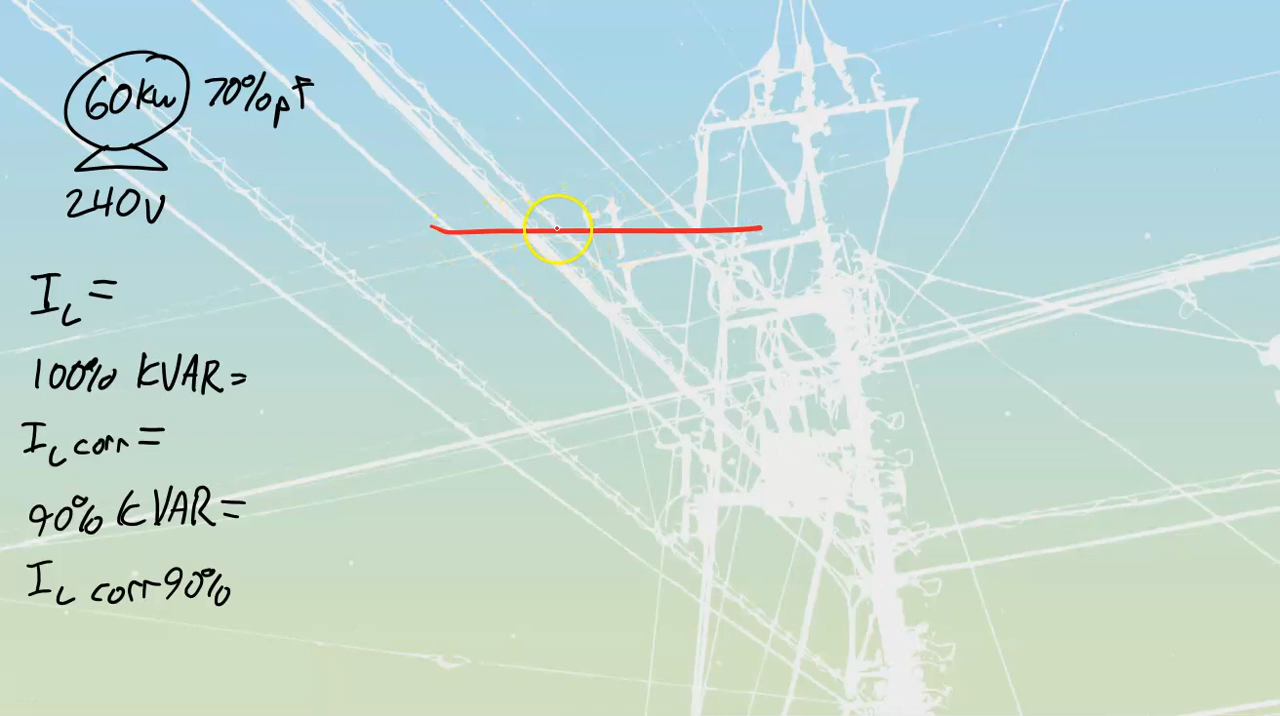 60kw 70% pf
240v
IL =
100% KVAR =
IL corr =
90% KVAR =
IL corr 90%